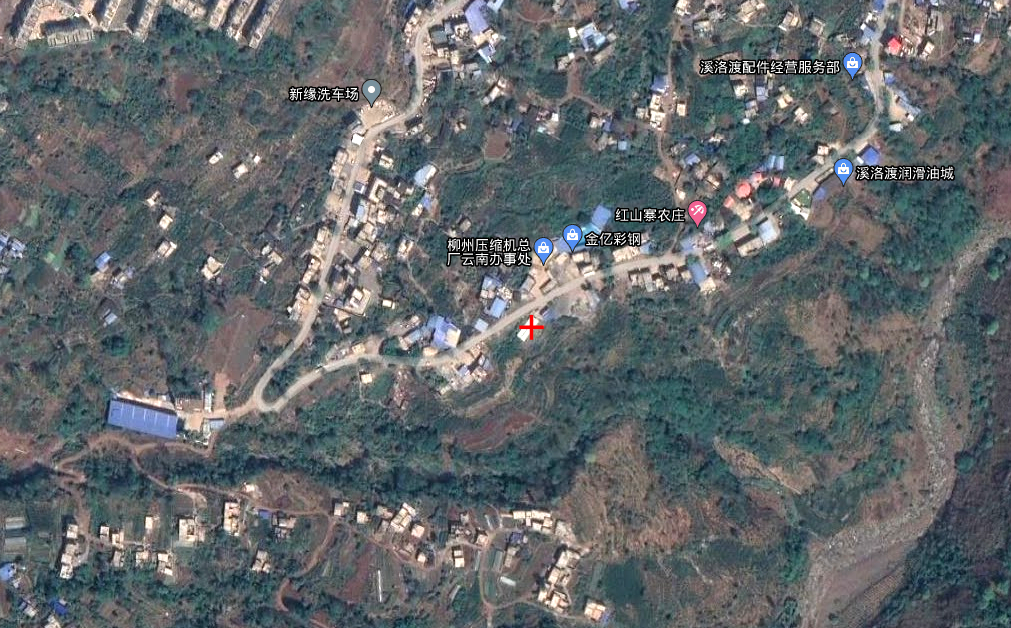 溪洛渡配件经营服务部
新缘洗车场
溪洛渡润滑油城
红山寨农庄
金亿彩钢
柳州压缩机总
厂云南办事处